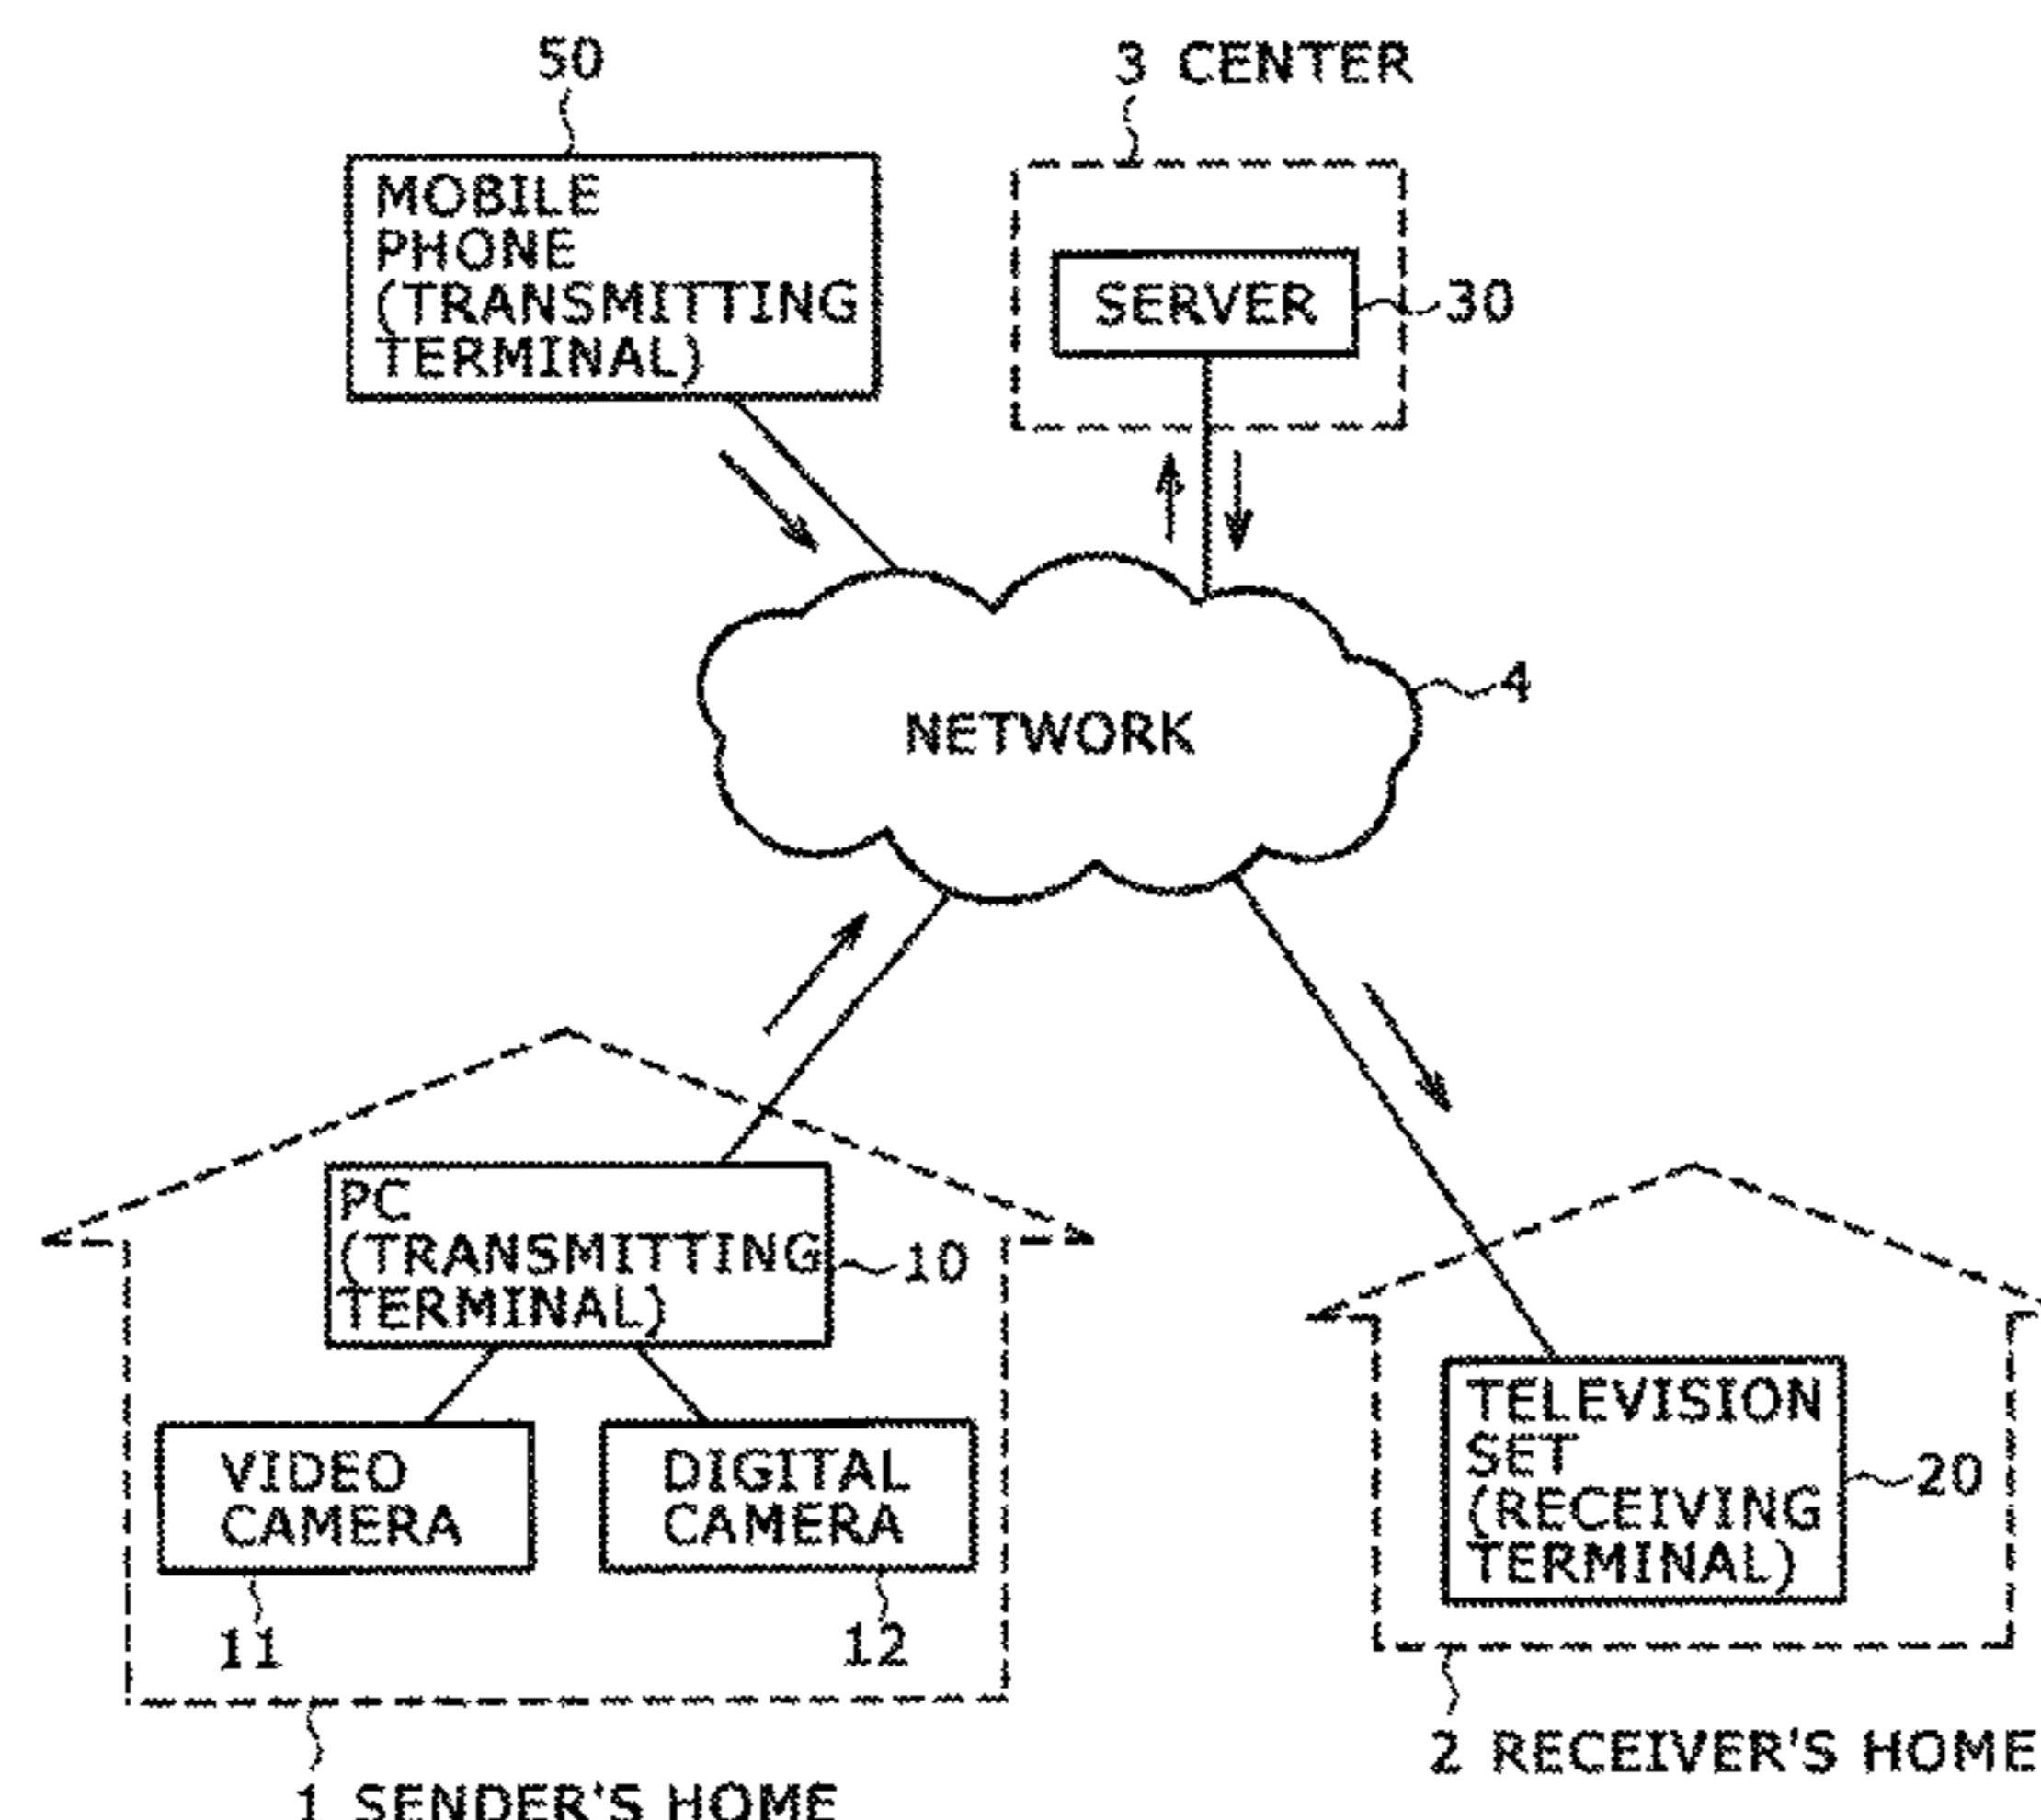 50
3 CENTER
MOBILE
PHONE
(TRANSMITTING
TERMINAL)
SERVER
30
4
NETWORK
PC
(TRANSMITTING
TERMINAL)
10
VIDEO
CAMERA
DIGITAL
CAMERA
11
12
TELEVISION
SET
(RECEIVING
TERMINAL)
20
2 RECEIVER'S HOME
1 SENDER'S HOME